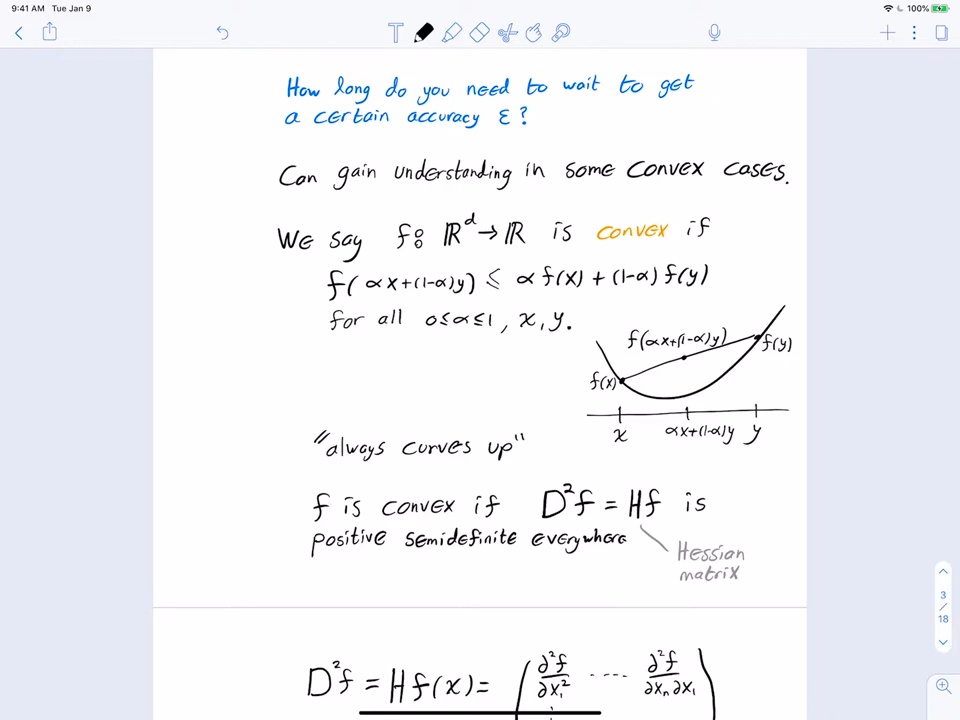 9:41 AM Tue Jan 9
100%
T
How long do you need to wait to get
a certain accuracy ε?
Can gain understanding in some convex cases.
We say f: ℝᵈ → ℝ is convex if
f(αx+(1-α)y) ≤ αf(x) + (1-α)f(y)
for all 0≤α≤1, x, y.
f(αx+(1-α)y)
f(y)
f(x)
x αx+(1-α)y y
"always curves up"
f is convex if D²f = Hf is
positive semidefinite everywhere
Hessian
matrix
3
/
18
D²f = Hf(x) = ( ∂²f/∂x₁² ---- ∂²f/∂xₙ∂x₁ )